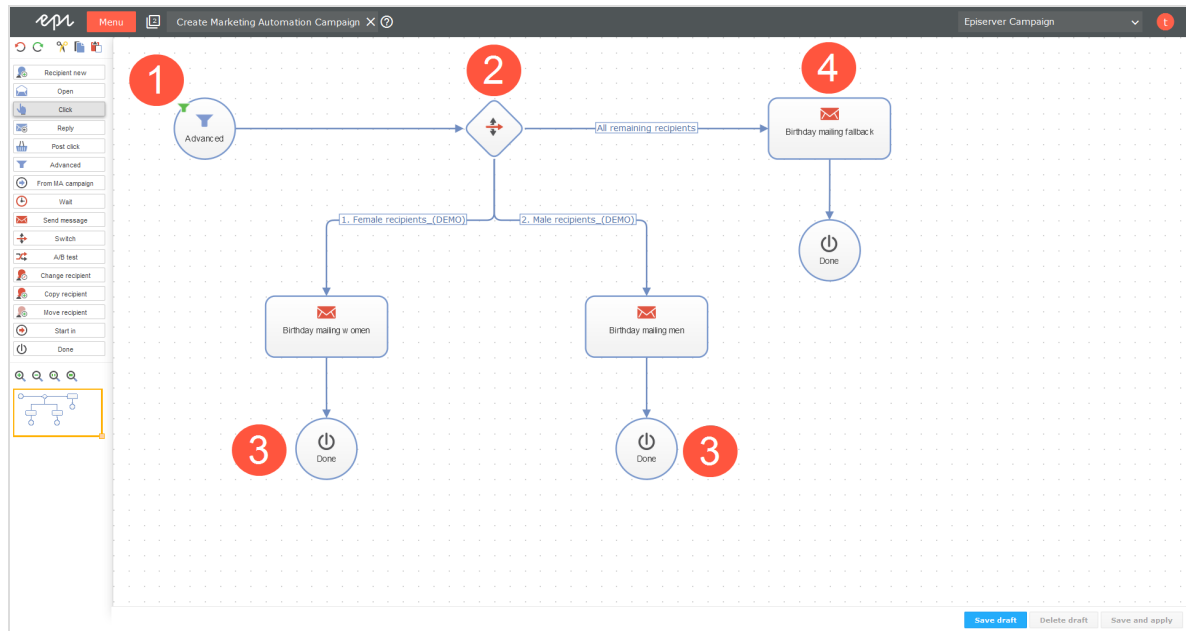 epi Menu 2 Create Marketing Automation Campaign Episerver Campaign t
Recipient new
Open
Click
Reply
Post click
Advanced
From MA campaign
Wait
Send message
Switch
A/B test
Change recipient
Copy recipient
Move recipient
Start in
Done
1
Advanced
2
All remaining recipients
4
Birthday mailing fallback
Done
1. Female recipients_(DEMO)
2. Male recipients_(DEMO)
Birthday mailing w omen
Birthday mailing men
3
Done
Done
3
Save draft Delete draft Save and apply